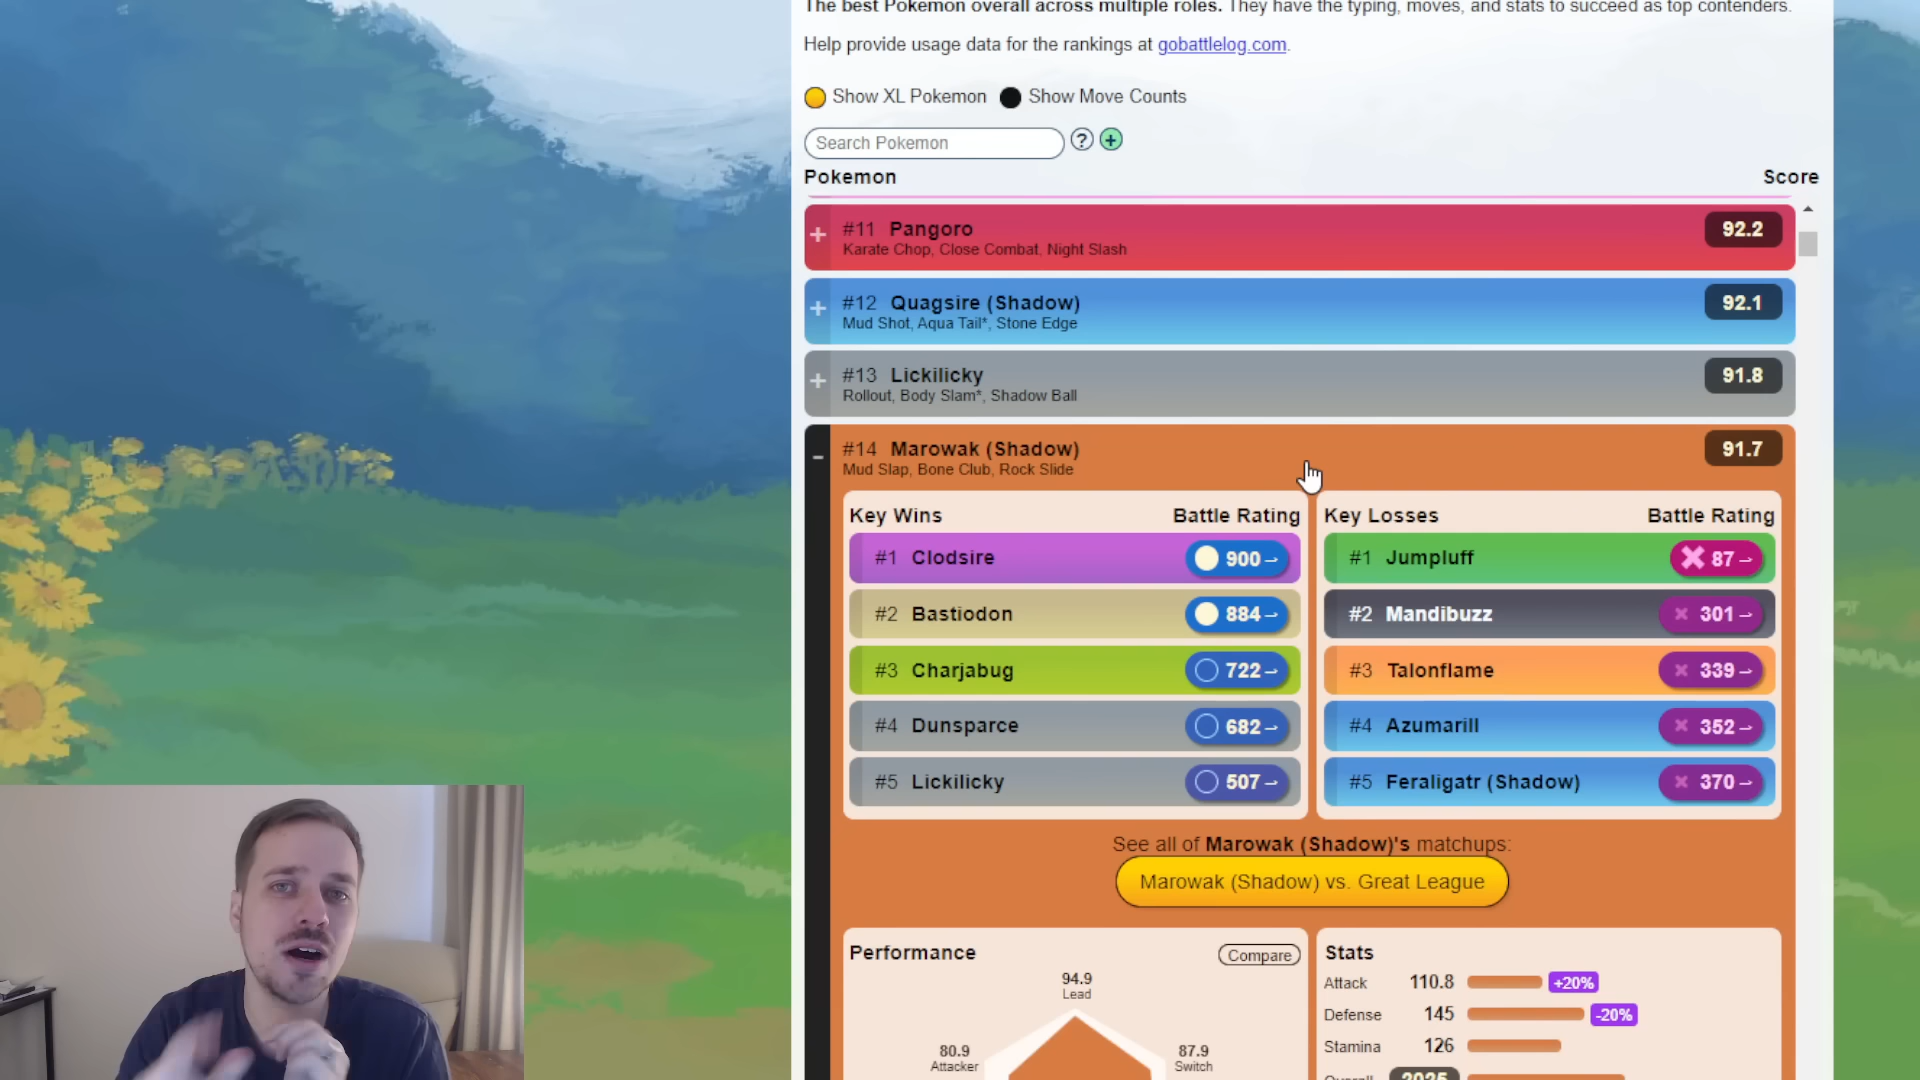 The best Pokemon overall across multiple roles. They have the typing, moves, and stats to succeed as top contenders.
Help provide usage data for the rankings at gobattlelog.com.
Show XL Pokemon Show Move Counts
Search Pokemon ? +
Pokemon Score
+ #11 Pangoro 92.2
Karate Chop, Close Combat, Night Slash
+ #12 Quagsire (Shadow) 92.1
Mud Shot, Aqua Tail*, Stone Edge
+ #13 Lickilicky 91.8
Rollout, Body Slam*, Shadow Ball
- #14 Marowak (Shadow) 91.7
Mud Slap, Bone Club, Rock Slide
Key Wins Battle Rating
#1 Clodsire 900
#2 Bastiodon 884
#3 Charjabug 722
#4 Dunsparce 682
#5 Lickilicky 507
Key Losses Battle Rating
#1 Jumpluff 87
#2 Mandibuzz 301
#3 Talonflame 339
#4 Azumarill 352
#5 Feraligatr (Shadow) 370
See all of Marowak (Shadow)'s matchups:
Marowak (Shadow) vs. Great League
Performance Compare
94.9
Lead
80.9
Attacker
87.9
Switch
Stats
Attack 110.8 +20%
Defense 145 -20%
Stamina 126
Overall 2025